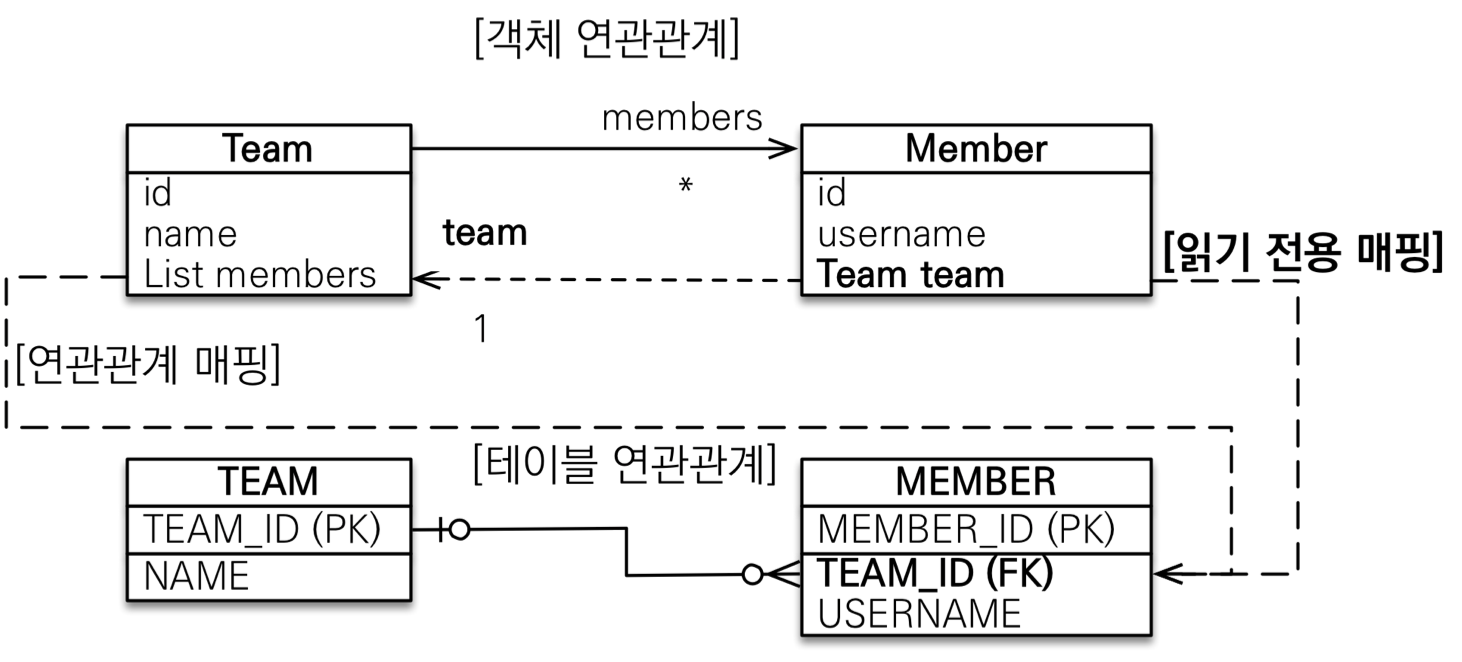 [객체 연관관계]
members
Team
Member
*
id
name
List members
team
1
id
username
Team team
[읽기 전용 매핑]
[연관관계 매핑]
[테이블 연관관계]
TEAM
TEAM_ID (PK)
NAME
MEMBER
MEMBER_ID (PK)
TEAM_ID (FK)
USERNAME